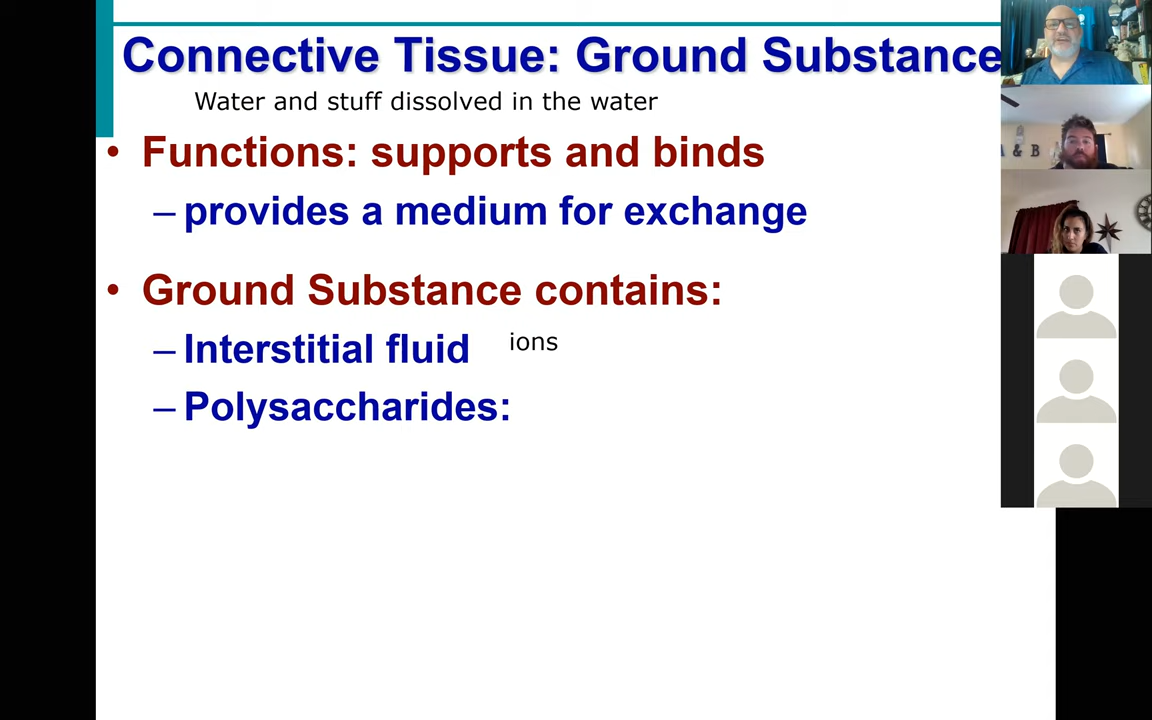 Connective Tissue: Ground Substance
Water and stuff dissolved in the water
• Functions: supports and binds
– provides a medium for exchange
• Ground Substance contains:
– Interstitial fluid ions
– Polysaccharides:
& B